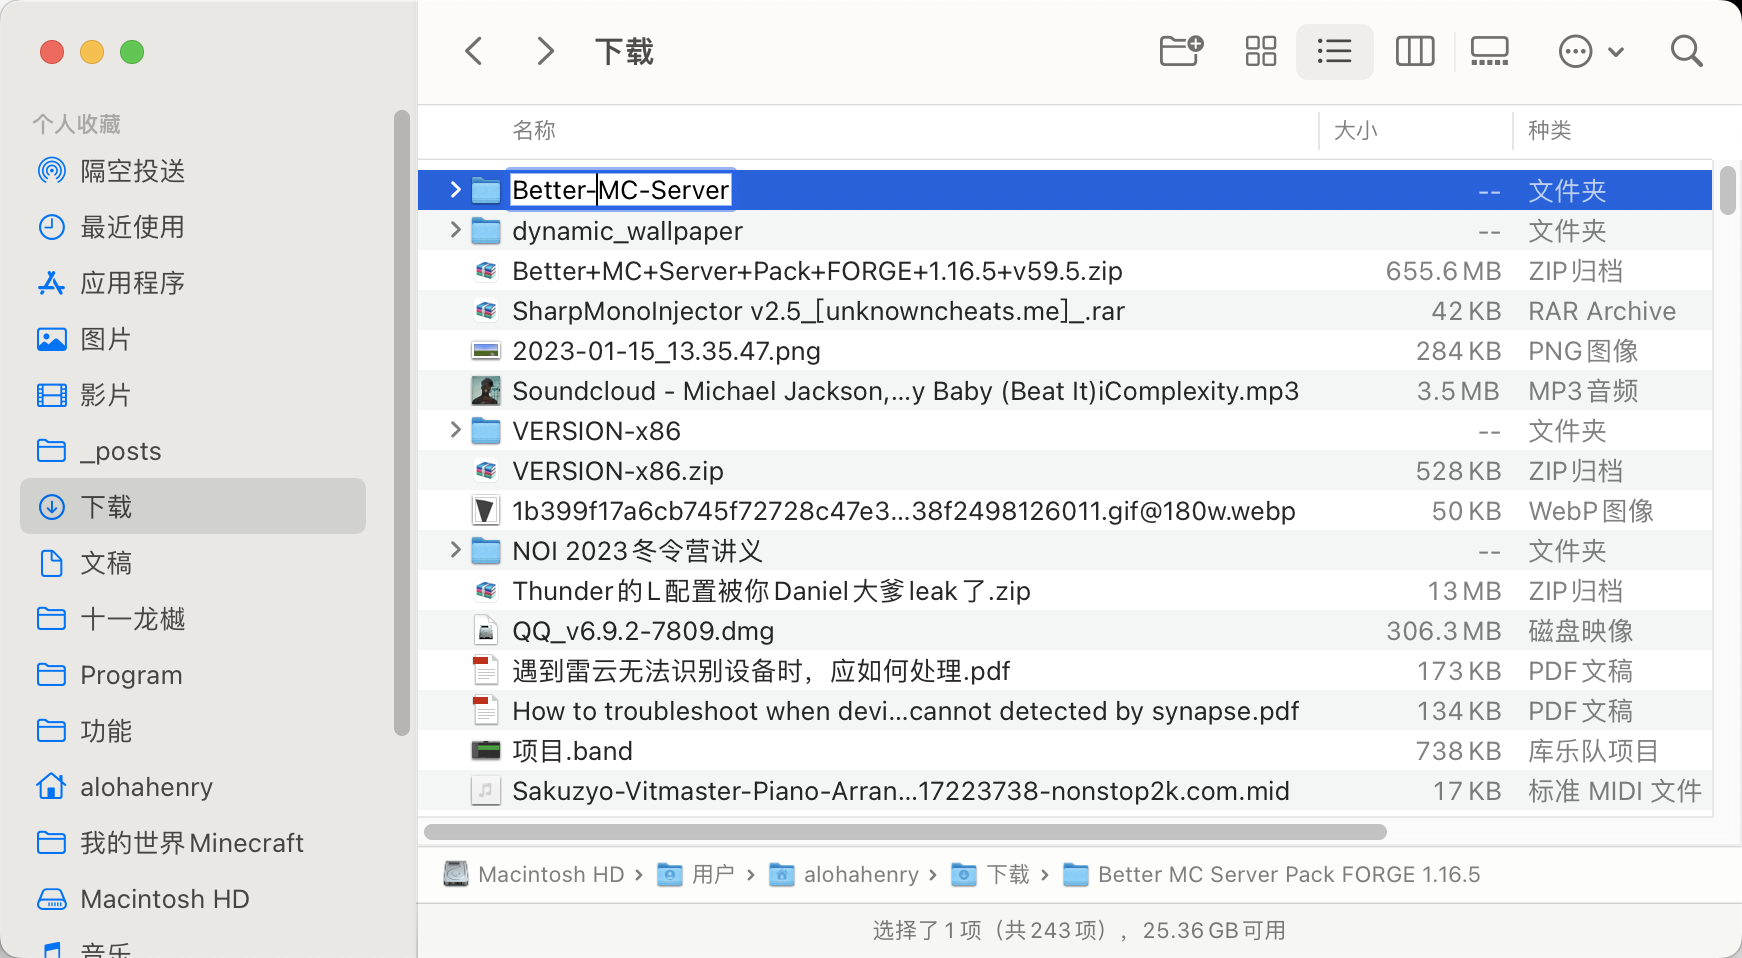 下载
个人收藏
隔空投送
最近使用
应用程序
图片
影片
_posts
下载
文稿
十一龙樾
Program
功能
alohahenry
我的世界Minecraft
Macintosh HD
音乐
名称 大小 种类
Better-MC-Server -- 文件夹
dynamic_wallpaper -- 文件夹
Better+MC+Server+Pack+FORGE+1.16.5+v59.5.zip 655.6 MB ZIP归档
SharpMonoInjector v2.5_[unknowncheats.me]_.rar 42 KB RAR Archive
2023-01-15_13.35.47.png 284 KB PNG图像
Soundcloud - Michael Jackson,...y Baby (Beat It)iComplexity.mp3 3.5 MB MP3音频
VERSION-x86 -- 文件夹
VERSION-x86.zip 528 KB ZIP归档
1b399f17a6cb745f72728c47e3...38f2498126011.gif@180w.webp 50 KB WebP图像
NOI 2023冬令营讲义 -- 文件夹
Thunder的L配置被你Daniel大爹leak了.zip 13 MB ZIP归档
QQ_v6.9.2-7809.dmg 306.3 MB 磁盘映像
遇到雷云无法识别设备时，应如何处理.pdf 173 KB PDF文稿
How to troubleshoot when devi...cannot detected by synapse.pdf 134 KB PDF文稿
项目.band 738 KB 库乐队项目
Sakuzyo-Vitmaster-Piano-Arran...17223738-nonstop2k.com.mid 17 KB 标准 MIDI 文件
Macintosh HD › 用户 › alohahenry › 下载 › Better MC Server Pack FORGE 1.16.5
选择了1项（共243项），25.36 GB可用